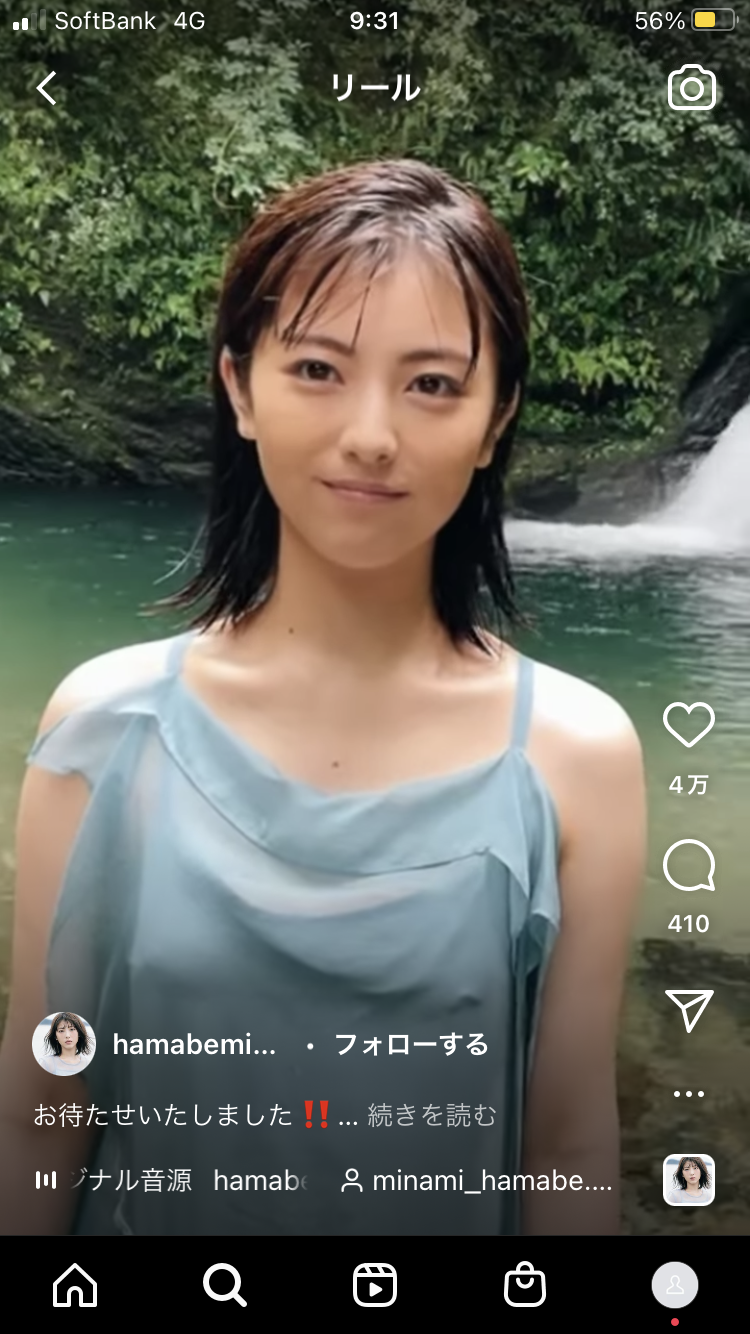 SoftBank 4G 9:31 56%
リール
4万
410
hamabemi... • フォローする
お待たせいたしました‼️... 続きを読む
ジナル音源 hamabe minami_hamabe....